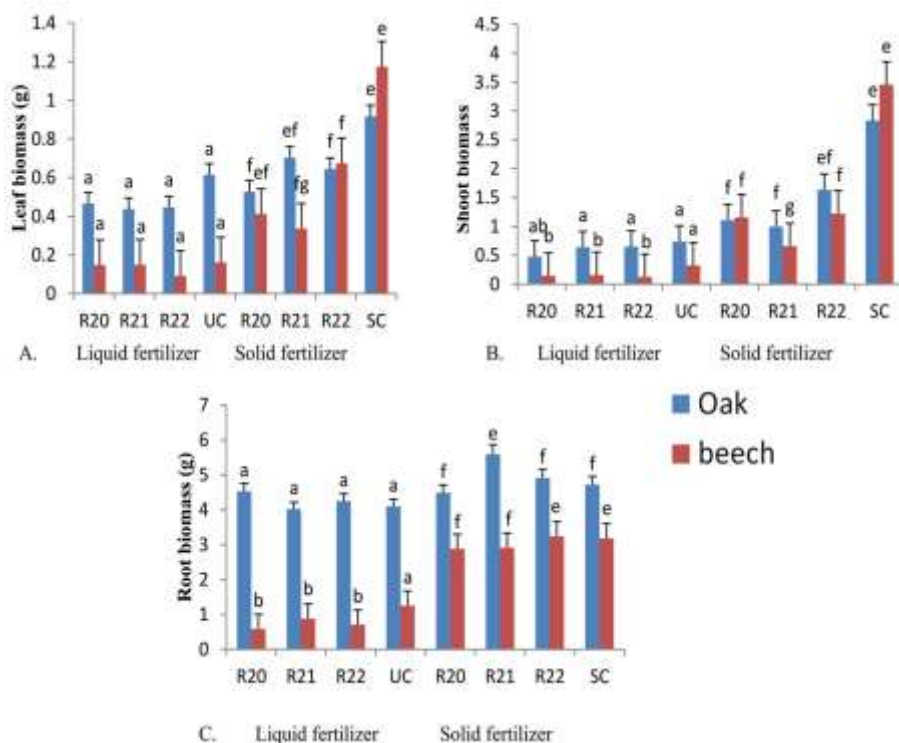 1.4
1.2
1
0.8
0.6
0.4
0.2
0
Leaf biomass (g)
a a a a f ef f e
a a a a ef fg f e
R20 R21 R22 UC R20 R21 R22 SC
A. Liquid fertilizer Solid fertilizer
4.5
4
3.5
3
2.5
2
1.5
1
0.5
0
Shoot biomass
ab a a a f f ef e
b b b a f g f e
R20 R21 R22 UC R20 R21 R22 SC
B. Liquid fertilizer Solid fertilizer
7
6
5
4
3
2
1
0
Root biomass (g)
a a a a f e f f
b b b a f f e e
R20 R21 R22 UC R20 R21 R22 SC
C. Liquid fertilizer Solid fertilizer
Oak
beech